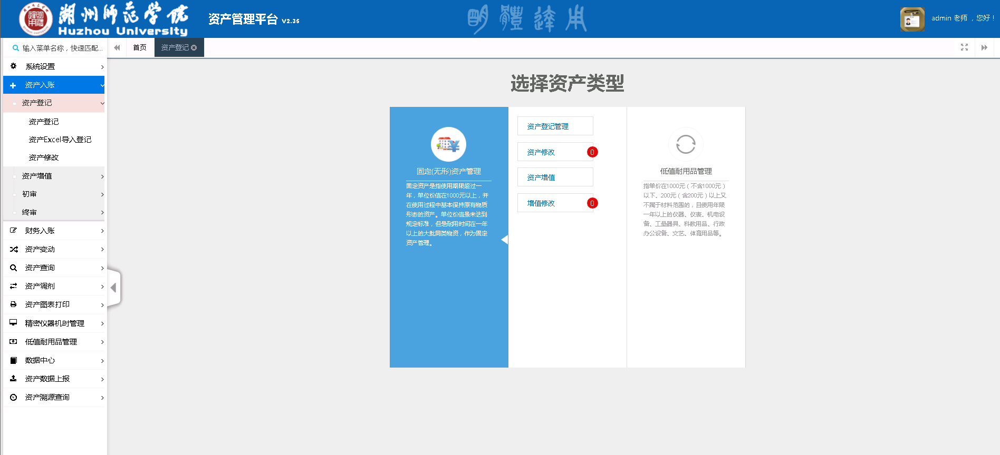 湖州师范学院
Huzhou University
资产管理平台 V2.35
明體達用
admin 老师 ，您好！
输入菜单名称，快速匹配...
首页
资产登记
系统设置
资产入账
资产登记
资产登记
资产Excel导入登记
资产修改
资产增值
初审
终审
财务入账
资产变动
资产查询
资产调剂
资产图表打印
精密仪器机时管理
低值耐用品管理
数据中心
资产数据上报
资产溯源查询
选择资产类型
固定(无形)资产管理
固定资产是指使用期限超过一
年，单位价值在1000元以上，并
在使用过程中基本保持原有物质
形态的资产。单位价值虽未达到
规定标准，但是耐用时间在一年
以上的大批同类物资，作为固定
资产管理。
资产登记管理
资产修改
0
资产增值
增值修改
0
低值耐用品管理
指单价在1000元（不含1000元）
以下、200元（含200元）以上又
不属于材料范围的，且使用年限
一年以上的仪器、仪表、机电设
备、工量器具、科教用品、行政
办公设备、文艺、体育用品等。